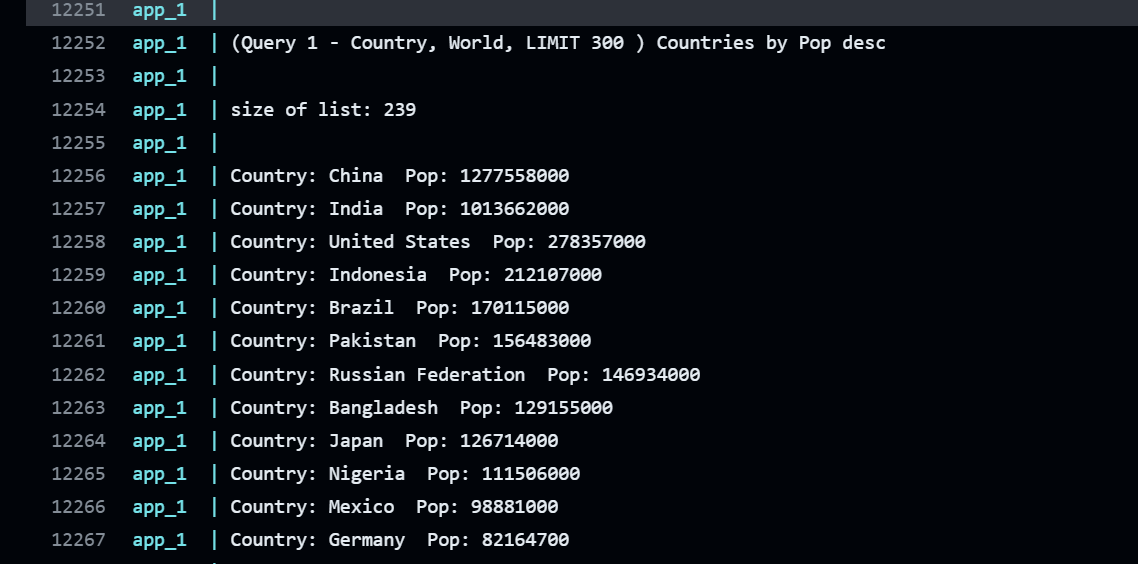 12251 app_1 |
12252 app_1 | (Query 1 - Country, World, LIMIT 300 ) Countries by Pop desc
12253 app_1 |
12254 app_1 | size of list: 239
12255 app_1 |
12256 app_1 | Country: China  Pop: 1277558000
12257 app_1 | Country: India  Pop: 1013662000
12258 app_1 | Country: United States  Pop: 278357000
12259 app_1 | Country: Indonesia  Pop: 212107000
12260 app_1 | Country: Brazil  Pop: 170115000
12261 app_1 | Country: Pakistan  Pop: 156483000
12262 app_1 | Country: Russian Federation  Pop: 146934000
12263 app_1 | Country: Bangladesh  Pop: 129155000
12264 app_1 | Country: Japan  Pop: 126714000
12265 app_1 | Country: Nigeria  Pop: 111506000
12266 app_1 | Country: Mexico  Pop: 98881000
12267 app_1 | Country: Germany  Pop: 82164700